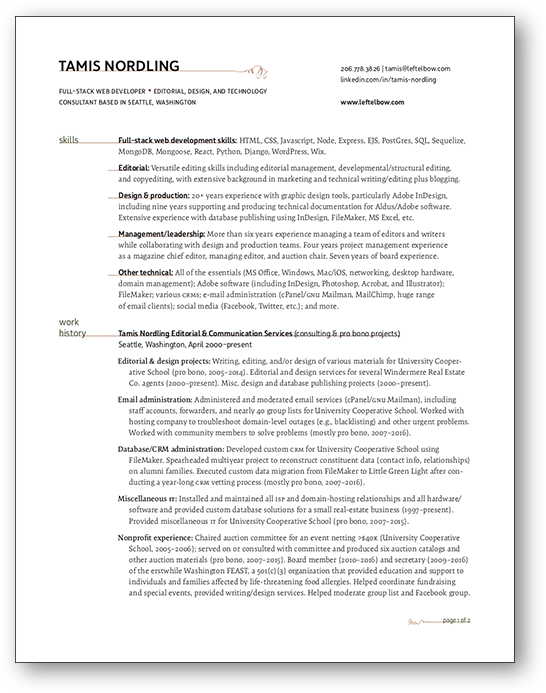 TAMIS NORDLING
206.778.3826 | tamis@leftelbow.com
linkedin.com/in/tamis-nordling
FULL-STACK WEB DEVELOPER • EDITORIAL, DESIGN, AND TECHNOLOGY
CONSULTANT BASED IN SEATTLE, WASHINGTON
www.leftelbow.com
skills
Full-stack web development skills: HTML, CSS, Javascript, Node, Express, EJS, PostGres, SQL, Sequelize,
MongoDB, Mongoose, React, Python, Django, WordPress, Wix.
Editorial: Versatile editing skills including editorial management, developmental/structural editing,
and copyediting, with extensive background in marketing and technical writing/editing plus blogging.
Design & production: 20+ years experience with graphic design tools, particularly Adobe InDesign,
including nine years supporting and producing technical documentation for Aldus/Adobe software.
Extensive experience with database publishing using InDesign, FileMaker, MS Excel, etc.
Management/leadership: More than six years experience managing a team of editors and writers
while collaborating with design and production teams. Four years project management experience
as a magazine chief editor, managing editor, and auction chair. Seven years of board experience.
Other technical: All of the essentials (MS Office, Windows, Mac/iOS, networking, desktop hardware,
domain management); Adobe software (including InDesign, Photoshop, Acrobat, and Illustrator);
FileMaker; various CRMS; e-mail administration (cPanel/GNU Mailman, MailChimp, huge range
of email clients); social media (Facebook, Twitter, etc.); and more.
work
history
Tamis Nordling Editorial & Communication Services (consulting & pro bono projects)
Seattle, Washington, April 2000–present
Editorial & design projects: Writing, editing, and/or design of various materials for University Cooper-
ative School (pro bono, 2005–2014). Editorial and design services for several Windermere Real Estate
Co. agents (2000–present). Misc. design and database publishing projects (2000–present).
Email administration: Administered and moderated email services (cPanel/GNU Mailman), including
staff accounts, forwarders, and nearly 40 group lists for University Cooperative School. Worked with
hosting company to troubleshoot domain-level outages (e.g., blacklisting) and other urgent problems.
Worked with community members to solve problems (mostly pro bono, 2007–2016).
Database/CRM administration: Developed custom CRM for University Cooperative School using
FileMaker. Spearheaded multiyear project to reconstruct constituent data (contact info, relationships)
on alumni families. Executed custom data migration from FileMaker to Little Green Light after con-
ducting a year-long CRM vetting process (mostly pro bono, 2007–2016).
Miscellaneous IT: Installed and maintained all ISP and domain-hosting relationships and all hardware/
software and provided custom database solutions for a small real-estate business (1997–present).
Provided miscellaneous IT for University Cooperative School (pro bono, 2007–2015).
Nonprofit experience: Chaired auction committee for an event netting >$40K (University Cooperative
School, 2005–2006); served on or consulted with committee and produced six auction catalogs and
other auction materials (pro bono, 2007–2015). Board member (2010–2016) and secretary (2009–2016)
of the erstwhile Washington FEAST, a 501(c)(3) organization that provided education and support to
individuals and families affected by life-threatening food allergies. Helped coordinate fundraising
and special events, provided writing/design services. Helped moderate group list and Facebook group.
page 1 of 2